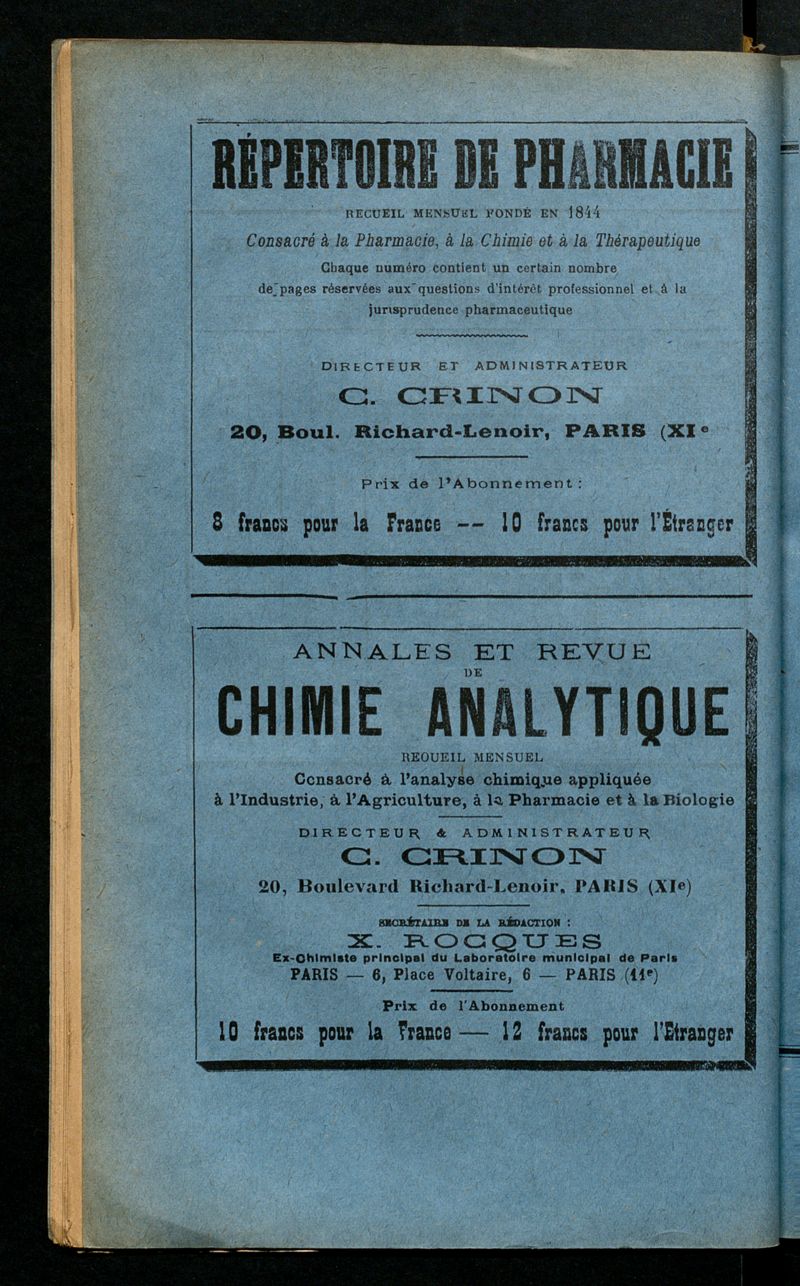 RÉPERTOIRE DE PHARMACIE
RECUEIL MENSUEL FONDÉ EN 1844
Consacré à la Pharmacie, à la Chimie et à la Thérapeutique
Chaque numéro contient un certain nombre
de pages réservées aux questions d'intérêt professionnel et à la
jurisprudence pharmaceutique
DIRECTEUR ET ADMINISTRATEUR
C. CRINON
20, Boul. Richard-Lenoir, PARIS (XIe
Prix de l'Abonnement :
8 francs pour la France -- 10 francs pour l'Étranger
ANNALES ET REVUE
DE
CHIMIE ANALYTIQUE
REOUEIL MENSUEL
Consacré à l'analyse chimique appliquée
à l'Industrie, à l'Agriculture, à la Pharmacie et à la Biologie
DIRECTEUR & ADMINISTRATEUR
C. CRINON
20, Boulevard Richard-Lenoir, PARIS (XIe)
SECRÉTAIRE DE LA RÉDACTION :
X. ROCQUES
Ex-Chimiste principal du Laboratoire municipal de Paris
PARIS — 6, Place Voltaire, 6 — PARIS (11e)
Prix de l'Abonnement
10 francs pour la France — 12 francs pour l'Etranger